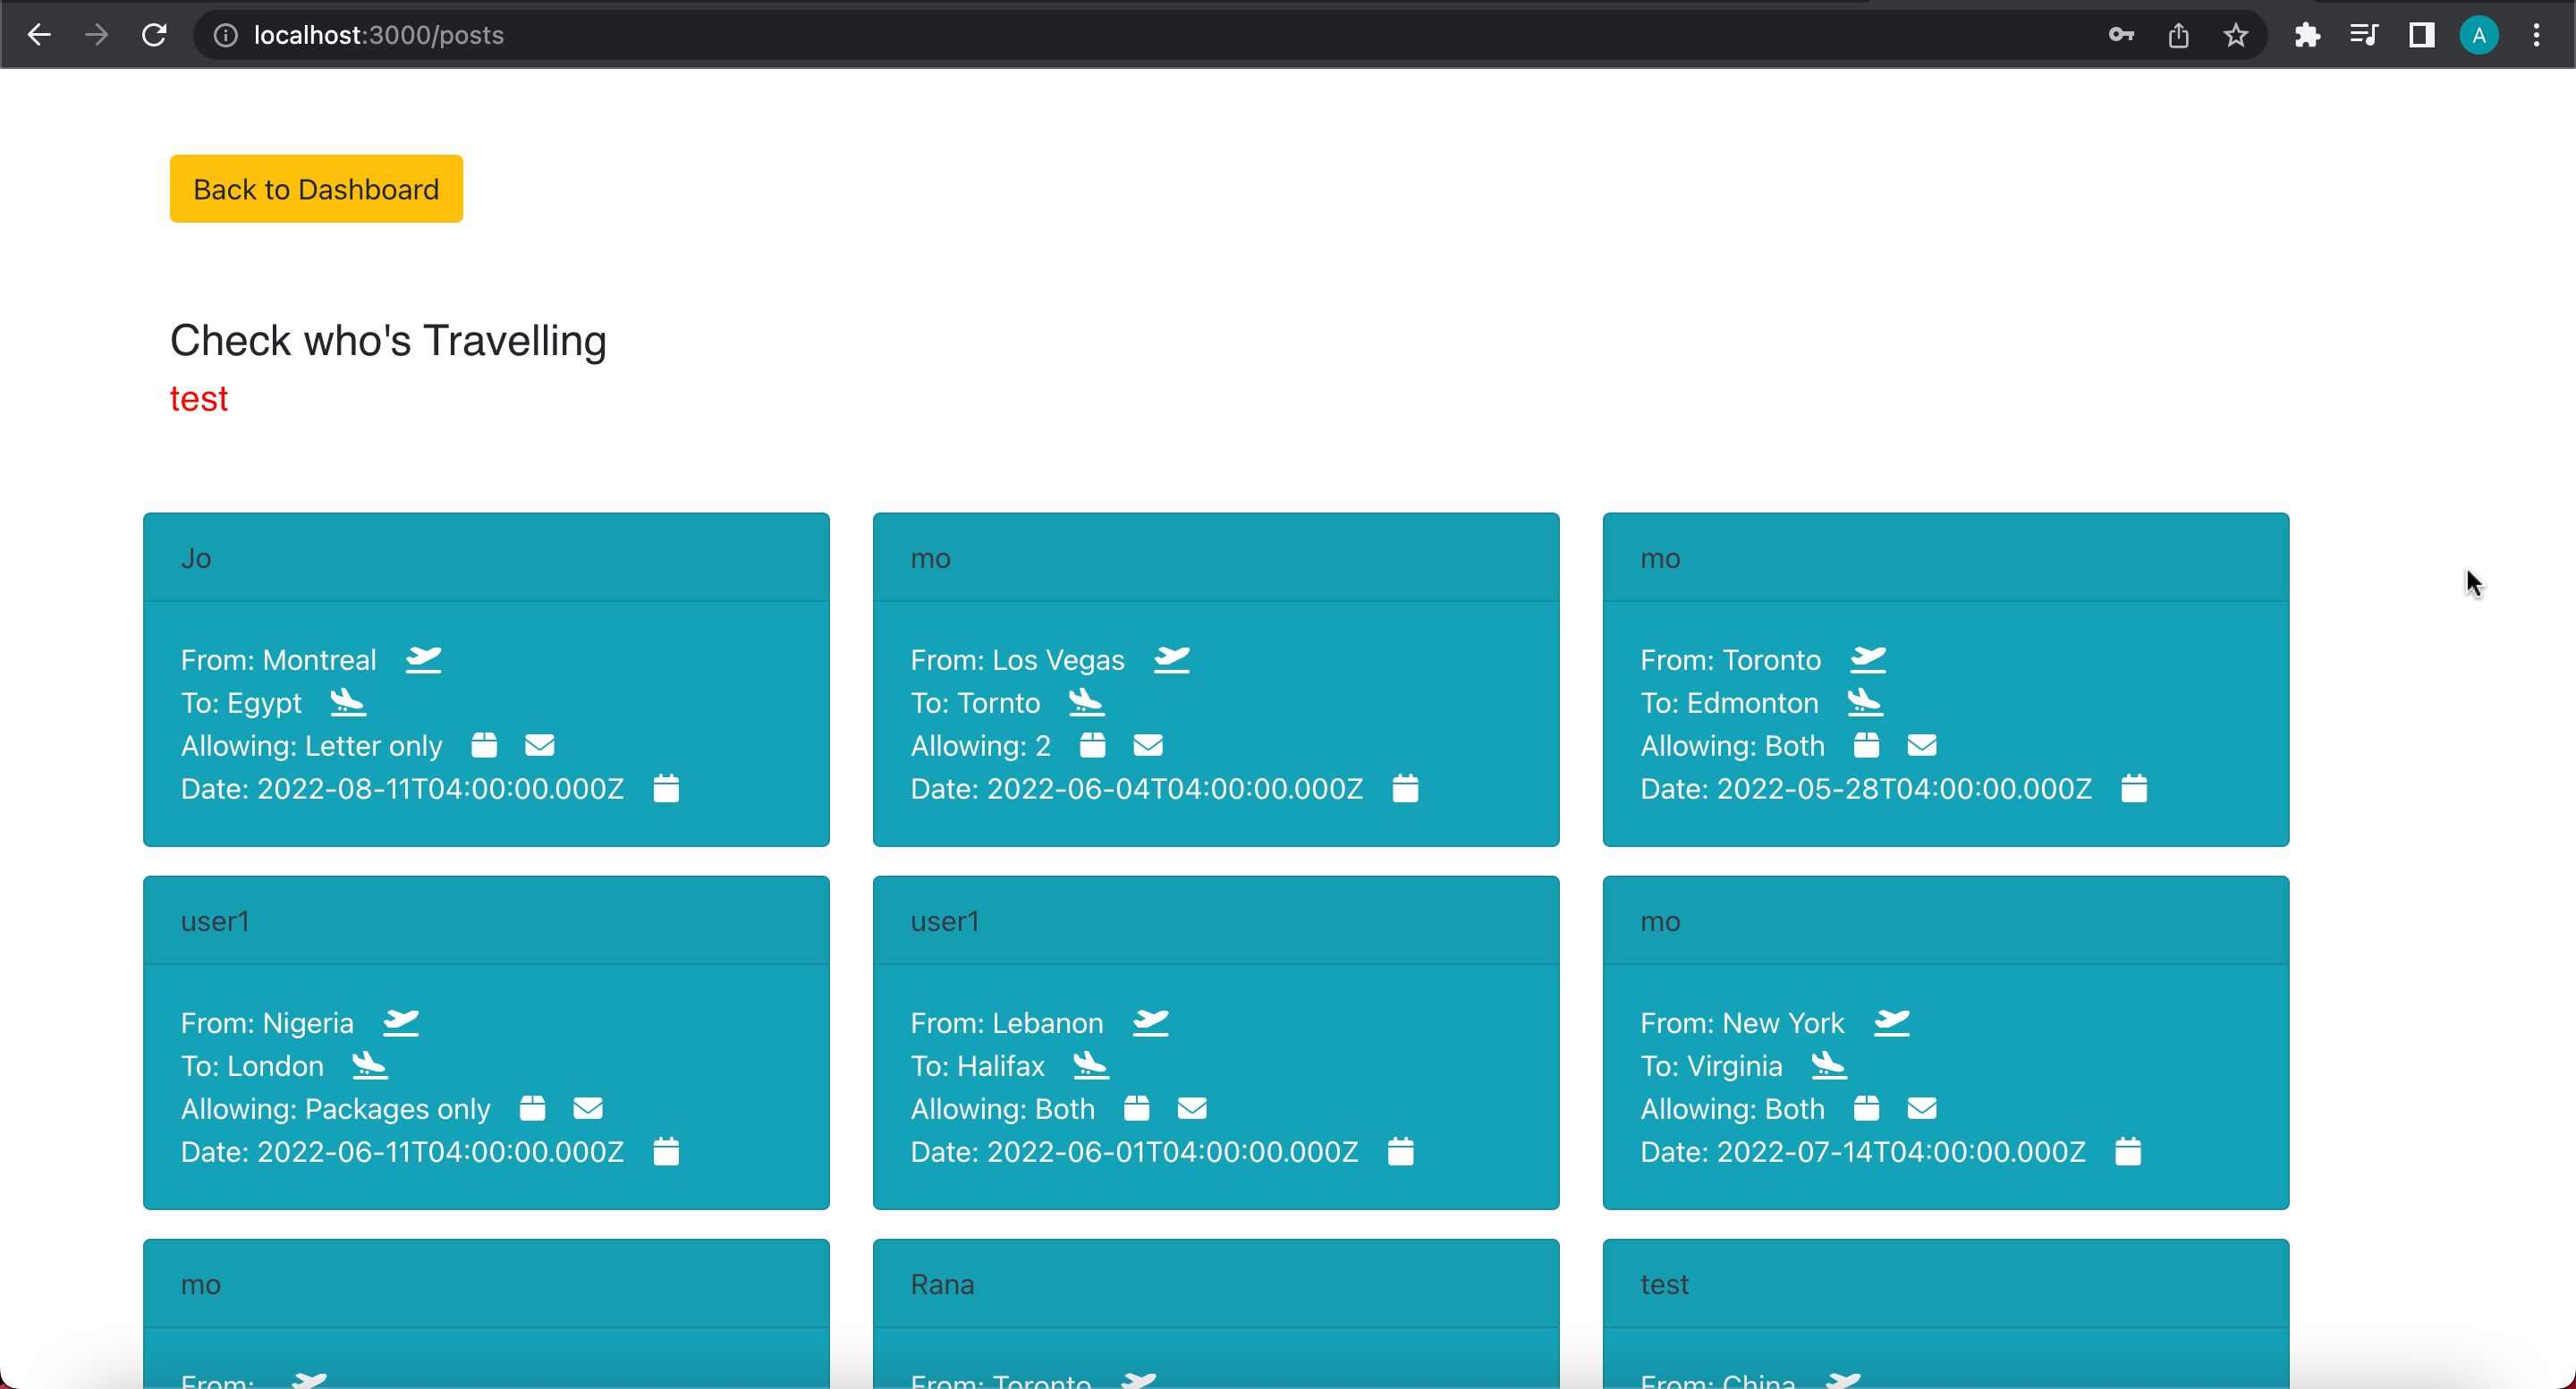 localhost:3000/posts
A
Back to Dashboard
Check who's Travelling
test
Jo
From: Montreal
To: Egypt
Allowing: Letter only
Date: 2022-08-11T04:00:00.000Z
mo
From: Los Vegas
To: Tornto
Allowing: 2
Date: 2022-06-04T04:00:00.000Z
mo
From: Toronto
To: Edmonton
Allowing: Both
Date: 2022-05-28T04:00:00.000Z
user1
From: Nigeria
To: London
Allowing: Packages only
Date: 2022-06-11T04:00:00.000Z
user1
From: Lebanon
To: Halifax
Allowing: Both
Date: 2022-06-01T04:00:00.000Z
mo
From: New York
To: Virginia
Allowing: Both
Date: 2022-07-14T04:00:00.000Z
mo
From:
Rana
From: Toronto
test
From: China